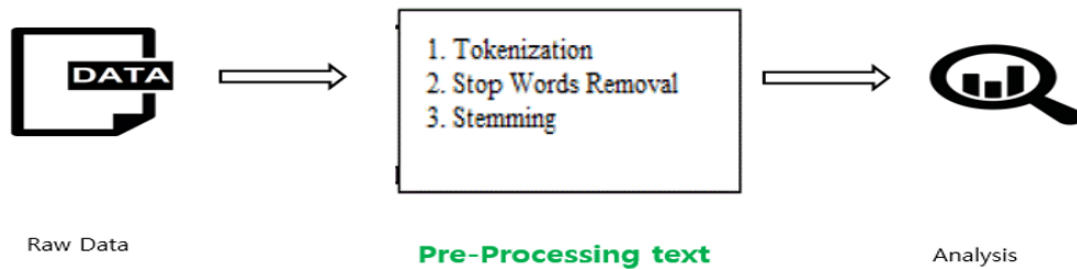 DATA
1. Tokenization
2. Stop Words Removal
3. Stemming
Raw Data
Pre-Processing text
Analysis